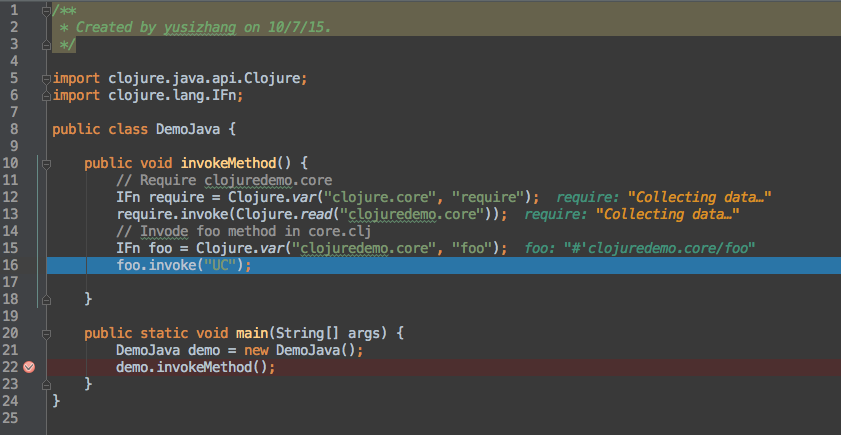 1 /**
2 * Created by yusizhang on 10/7/15.
3 */
4
5 import clojure.java.api.Clojure;
6 import clojure.lang.IFn;
7
8 public class DemoJava {
9
10 public void invokeMethod() {
11 // Require clojuredemo.core
12 IFn require = Clojure.var("clojure.core", "require"); require: "Collecting data…"
13 require.invoke(Clojure.read("clojuredemo.core")); require: "Collecting data…"
14 // Invode foo method in core.clj
15 IFn foo = Clojure.var("clojuredemo.core", "foo"); foo: "#'clojuredemo.core/foo"
16 foo.invoke("UC");
17
18 }
19
20 public static void main(String[] args) {
21 DemoJava demo = new DemoJava();
22 demo.invokeMethod();
23 }
24 }
25